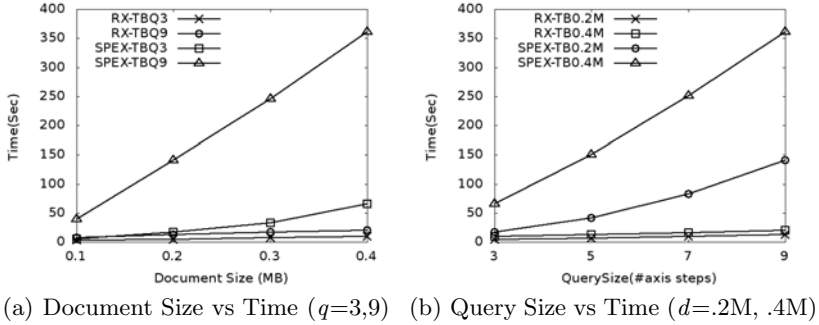 RX-TBQ3
RX-TBQ9
SPEX-TBQ3
SPEX-TBQ9
Time(Sec)
400
350
300
250
200
150
100
50
0
0.1 0.2 0.3 0.4
Document Size (MB)
(a) Document Size vs Time (q=3,9)
RX-TB0.2M
RX-TB0.4M
SPEX-TB0.2M
SPEX-TB0.4M
Time(Sec)
400
350
300
250
200
150
100
50
0
3 5 7 9
QuerySize(#axis steps)
(b) Query Size vs Time (d=.2M, .4M)